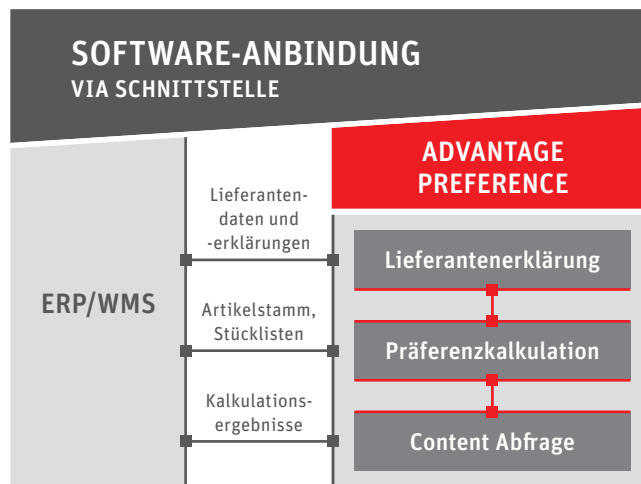 SOFTWARE-ANBINDUNG
VIA SCHNITTSTELLE
ADVANTAGE
PREFERENCE
ERP/WMS
Lieferanten-
daten und
-erklärungen
Artikelstamm,
Stücklisten
Kalkulations-
ergebnisse
Lieferantenerklärung
Präferenzkalkulation
Content Abfrage